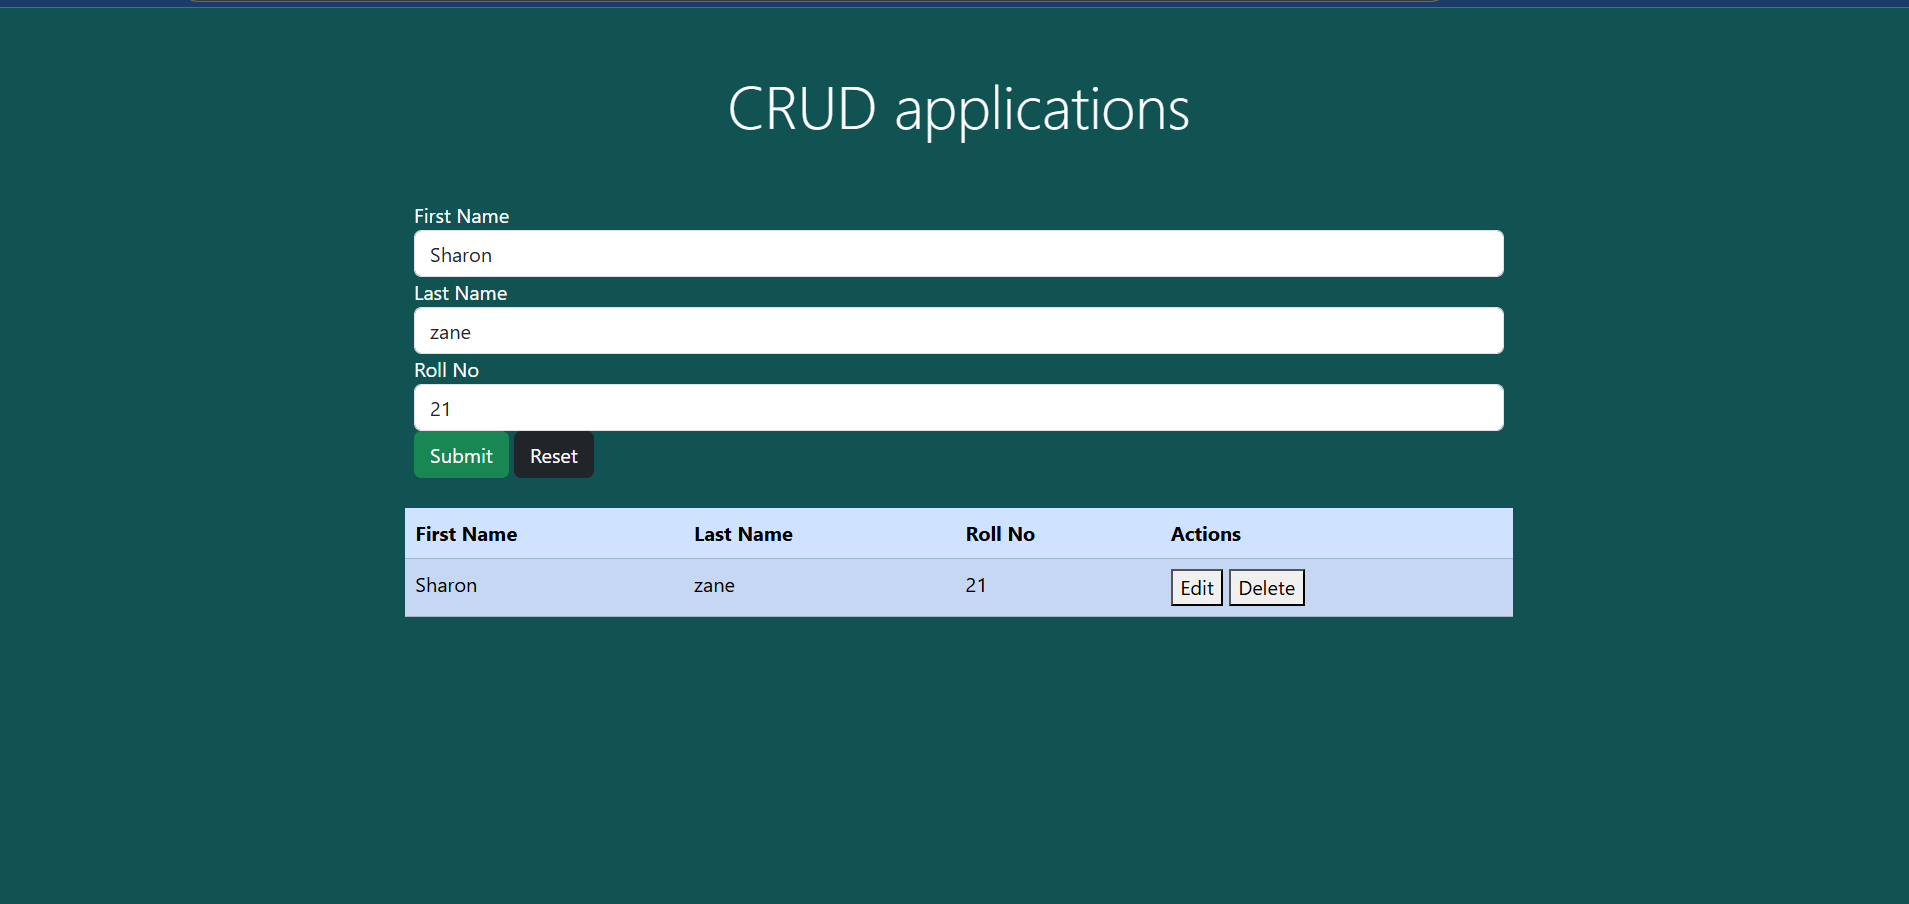 CRUD applications
First Name
Sharon
Last Name
zane
Roll No
21
Submit Reset
First Name Last Name Roll No Actions
Sharon zane 21 Edit Delete